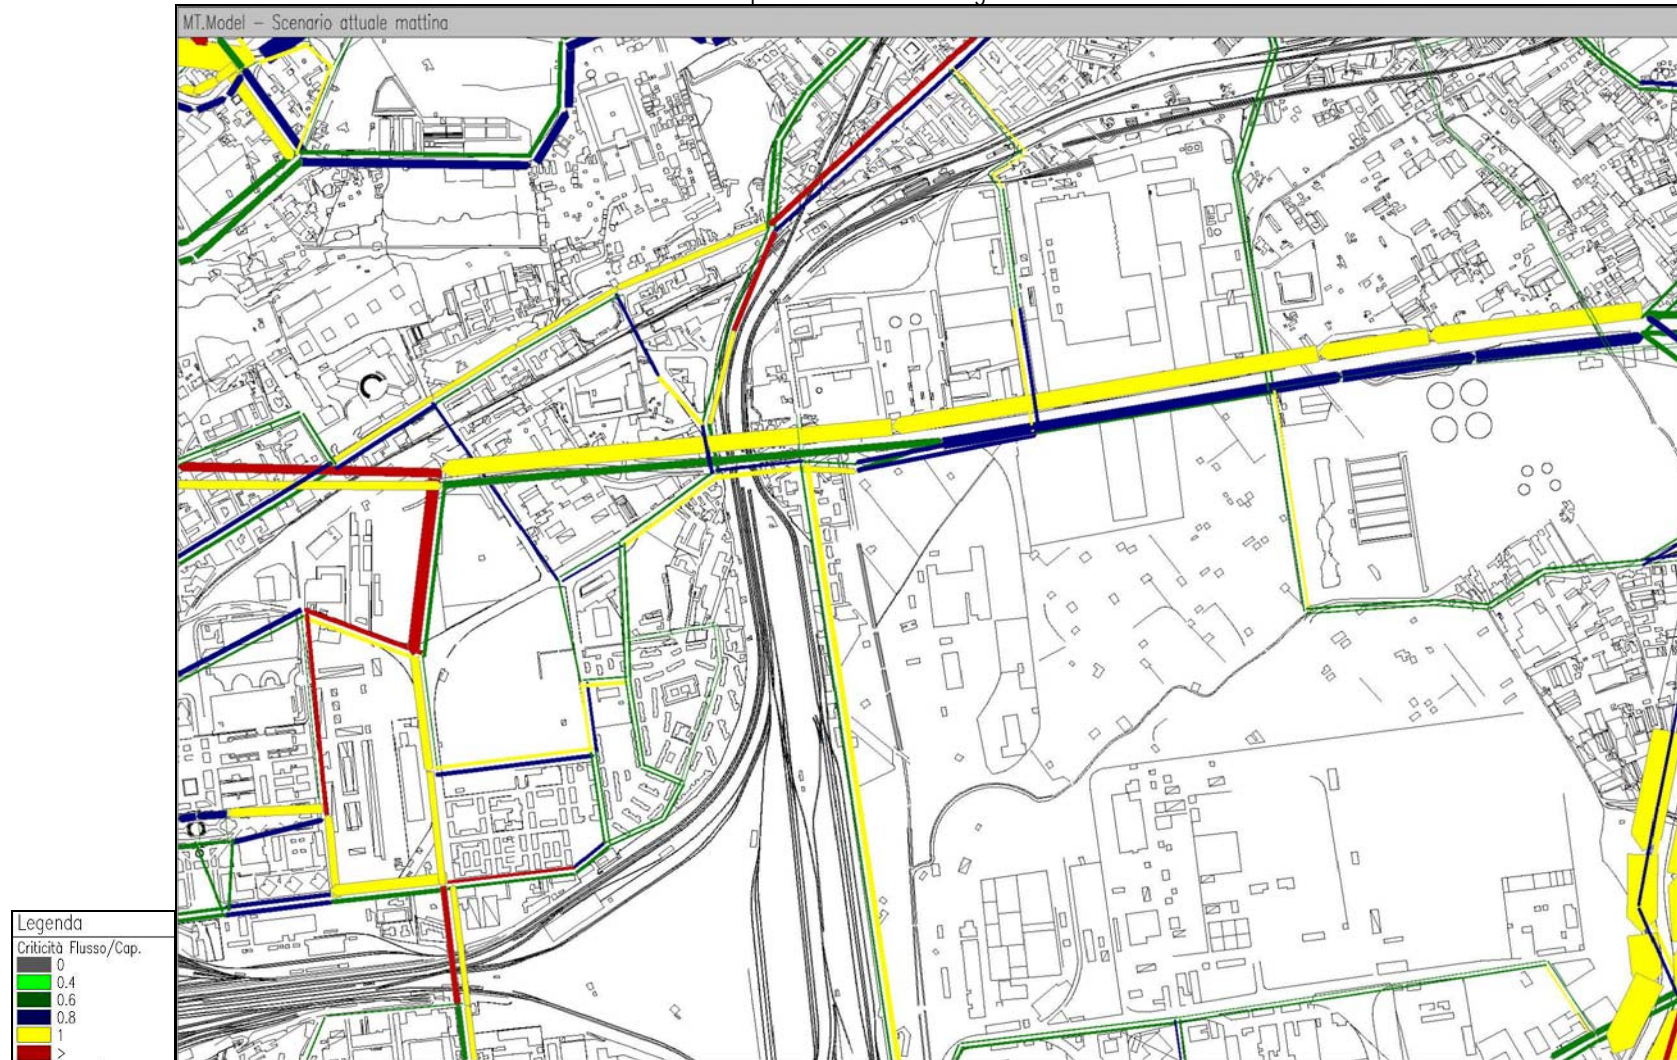 MT.Model – Scenario attuale mattina
Legenda
Criticità Flusso/Cap.
0
0.4
0.6
0.8
1
>